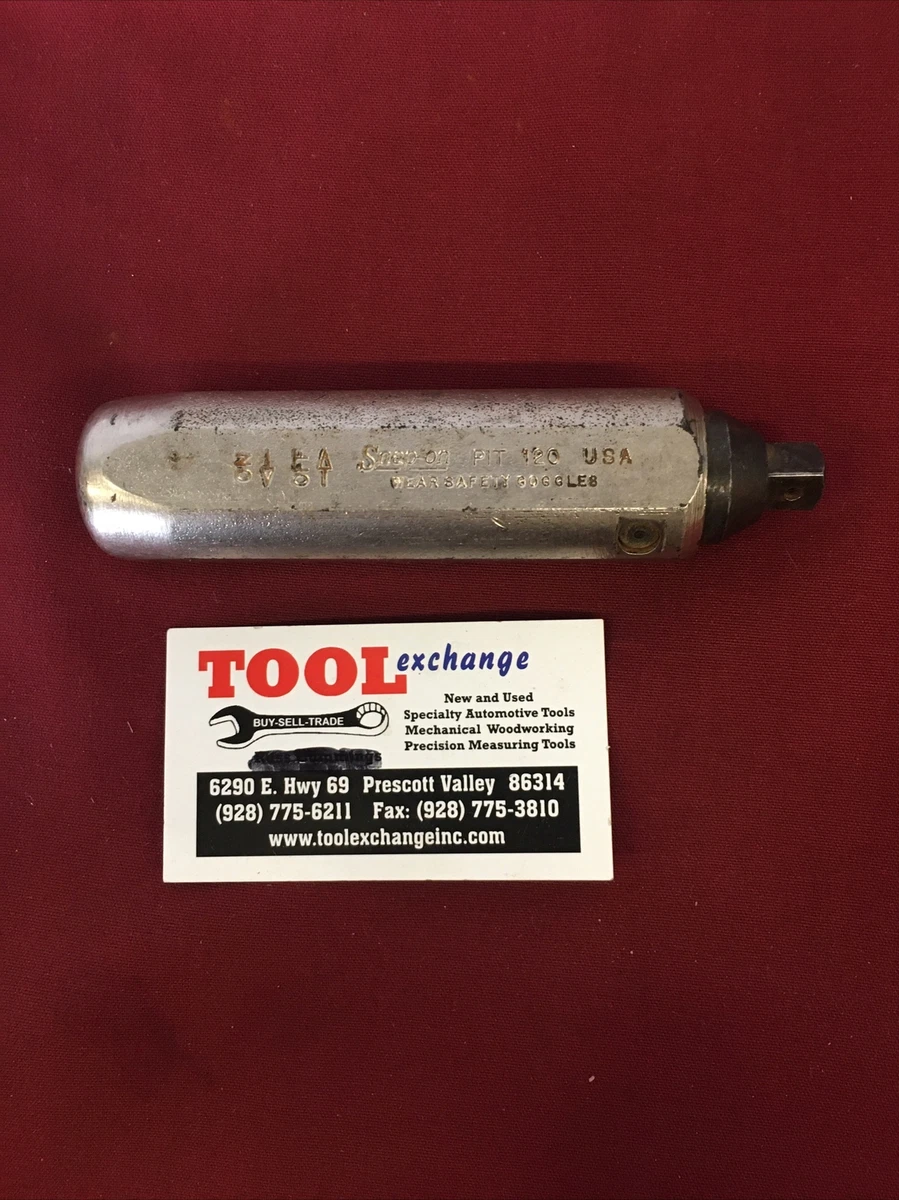 Snap-on PIT 120 USA
WEAR SAFETY GOGGLES
TOOL exchange
BUY-SELL-TRADE
New and Used
Specialty Automotive Tools
Mechanical Woodworking
Precision Measuring Tools
6290 E. Hwy 69 Prescott Valley 86314
(928) 775-6211 Fax: (928) 775-3810
www.toolexchangeinc.com